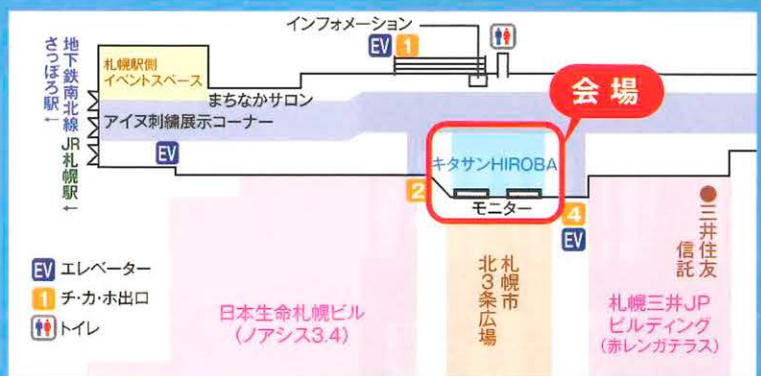 インフォメーション
EV 1
札幌駅側
イベントスペース
まちなかサロン
アイヌ刺繍展示コーナー
地下鉄南北線
さっぽろ駅←
JR札幌駅←
EV
会場
キタサンHIROBA
2
モニター
4
EV
EV エレベーター
1 チ・カ・ホ出口
トイレ
日本生命札幌ビル
(ノアシス3.4)
札幌市
北3条広場
札幌三井JP
ビルディング
(赤レンガテラス)
●三井住友
信託